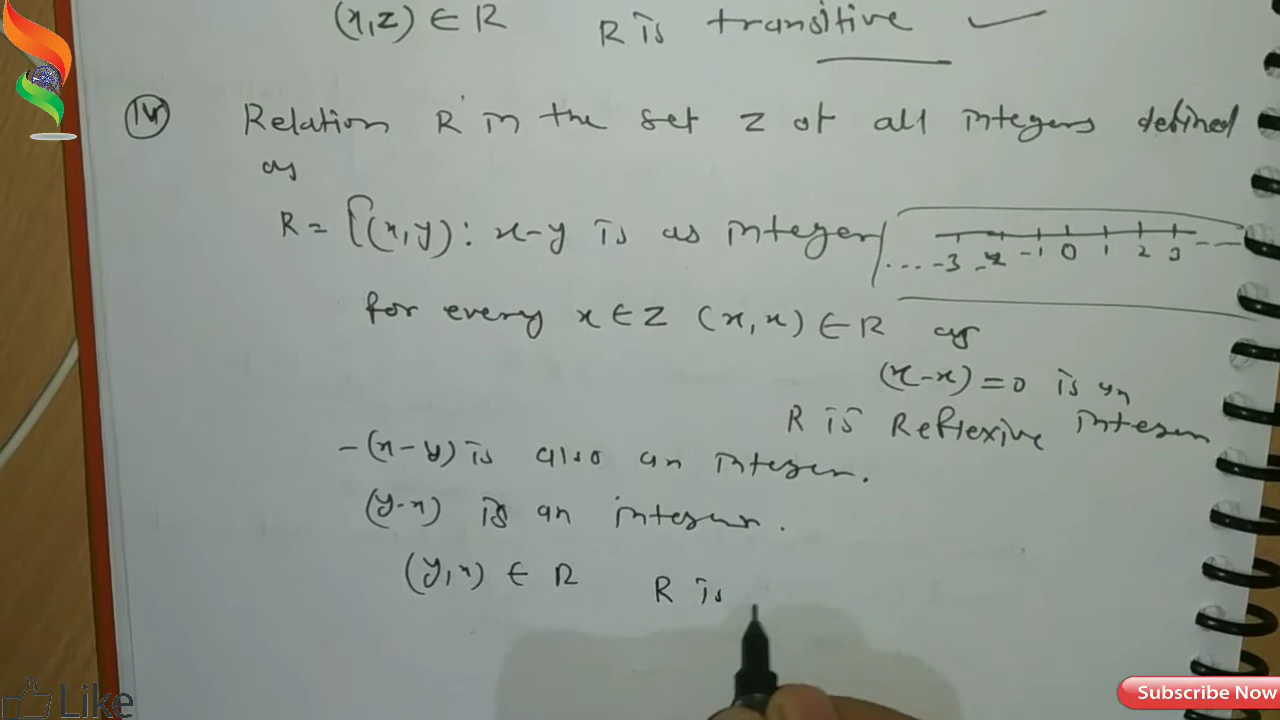 (x,z) ∈ R R is transitive
(iv) Relation R in the set Z of all integers defined
as
R = {(x,y): x-y is as integer}
....-3 -2 -1 0 1 2 3 ---
for every x ∈ Z (x,x) ∈ R as
(x-x) = 0 is an
R is Reflexive integer
-(x-y) is also an integer.
(y-x) is an integer.
(y,x) ∈ R R is
Like
Subscribe Now